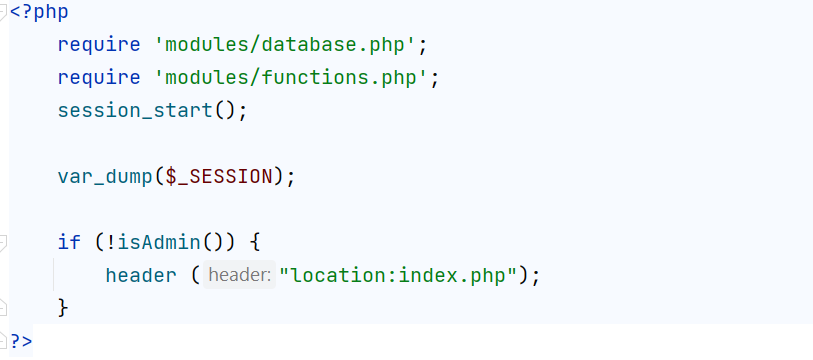 <?php
    require 'modules/database.php';
    require 'modules/functions.php';
    session_start();

    var_dump($_SESSION);

    if (!isAdmin()) {
        header (header:"location:index.php");
    }
?>